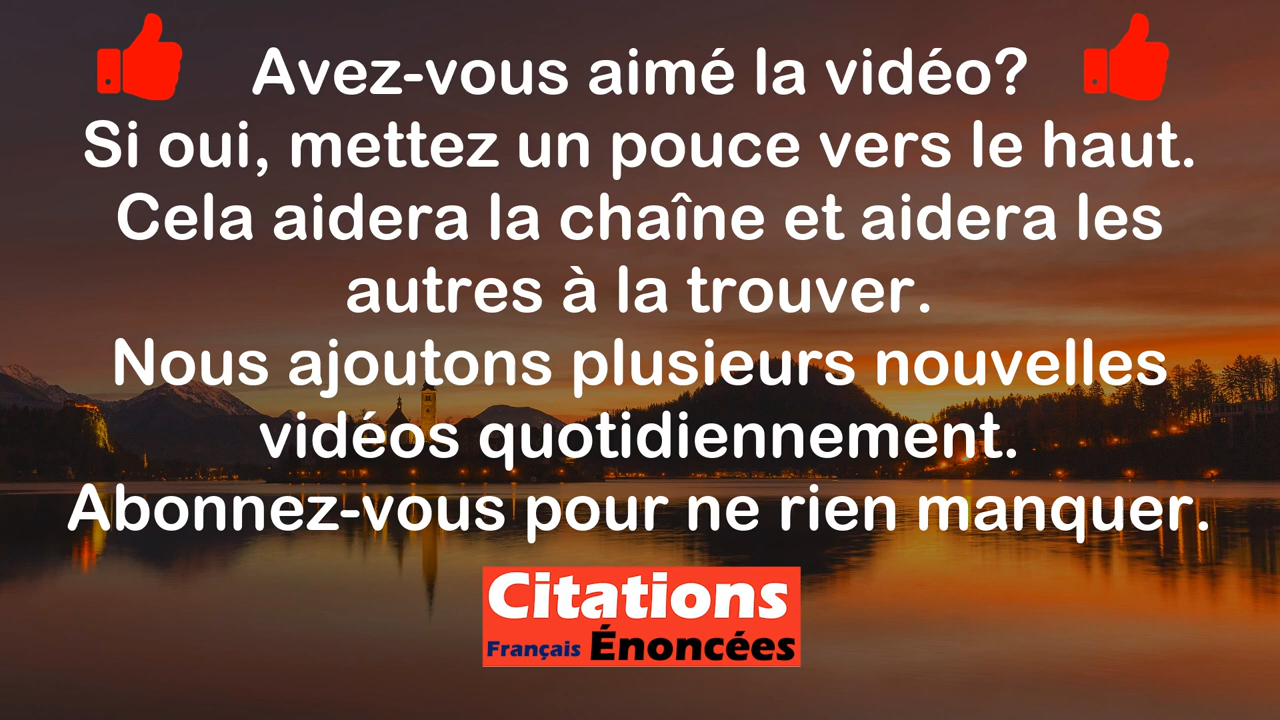 Avez-vous aimé la vidéo?
Si oui, mettez un pouce vers le haut.
Cela aidera la chaîne et aidera les
autres à la trouver.
Nous ajoutons plusieurs nouvelles
vidéos quotidiennement.
Abonnez-vous pour ne rien manquer.
Citations
Français Énoncées